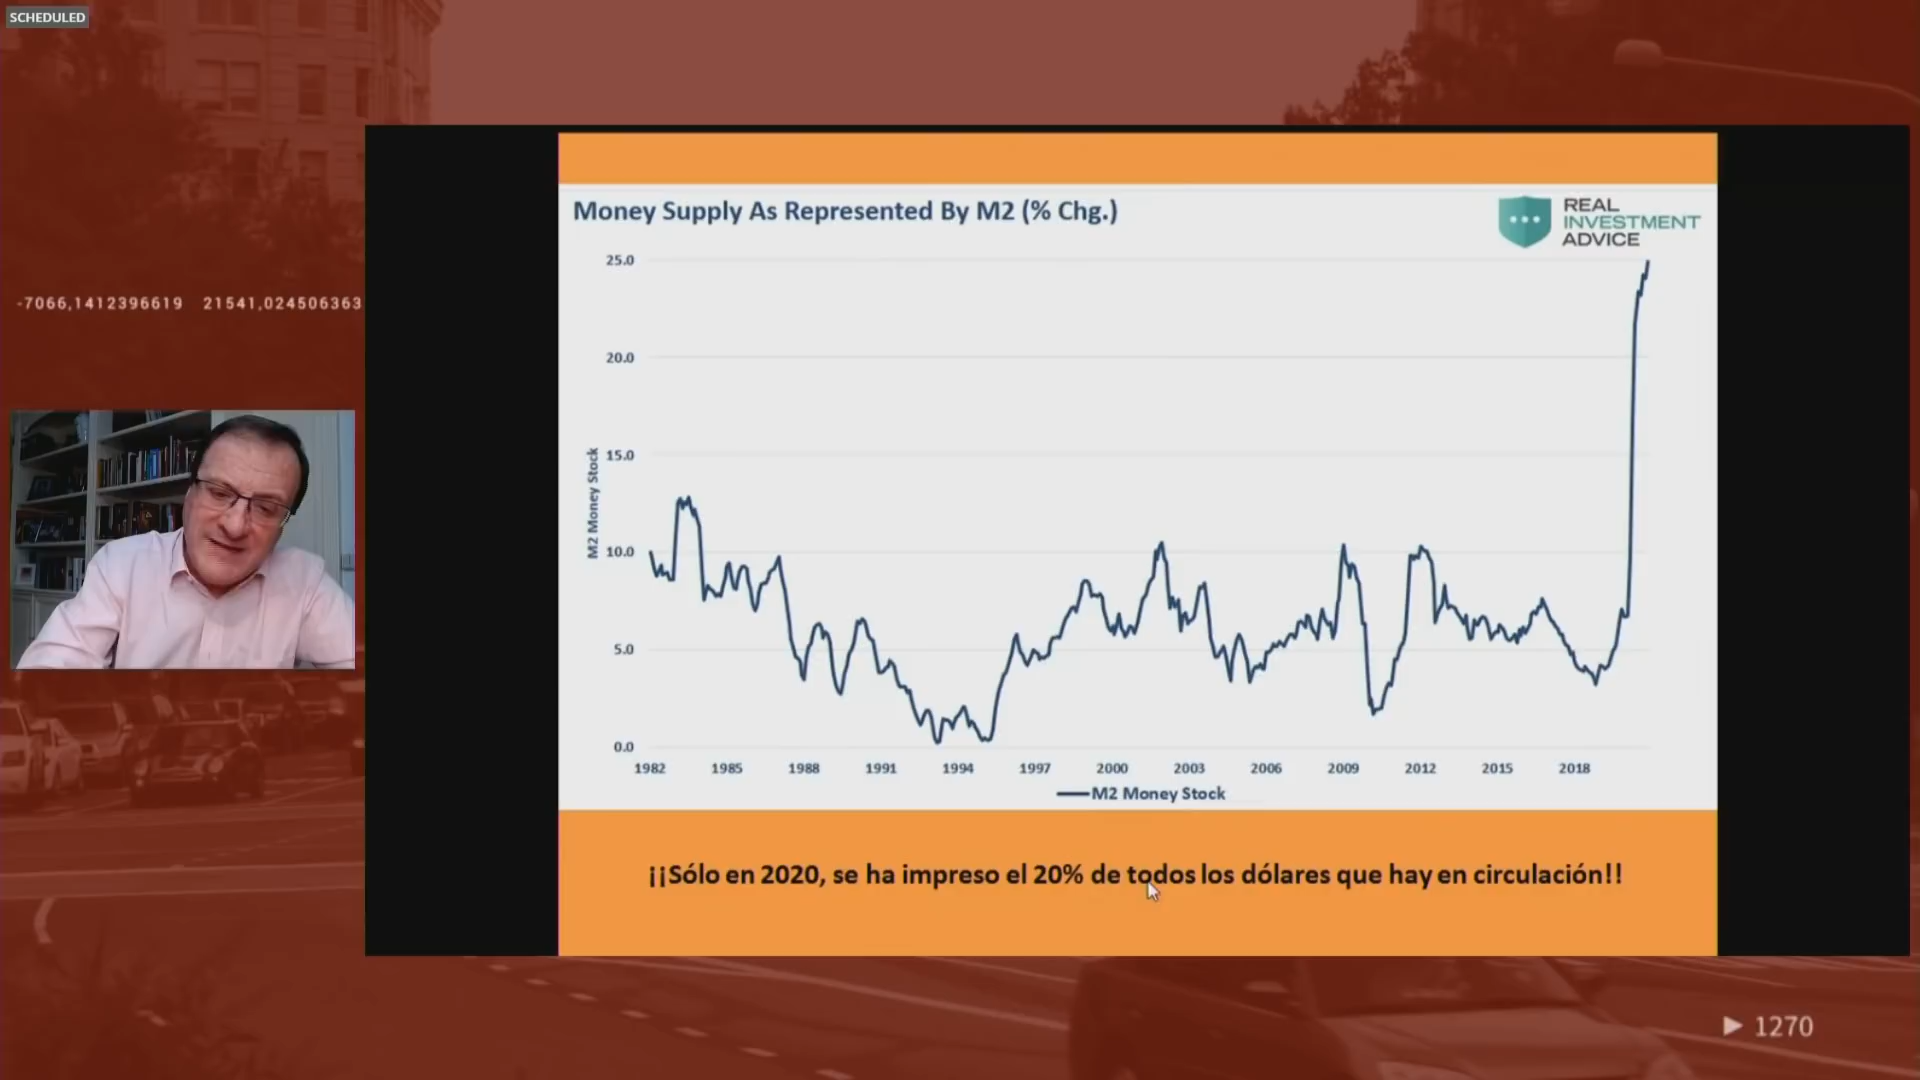 SCHEDULED
-7066,1412396619 21541,024506363
Money Supply As Represented By M2 (% Chg.)
REAL
INVESTMENT
ADVICE
25.0
20.0
15.0
10.0
5.0
0.0
M2 Money Stock
1982 1985 1988 1991 1994 1997 2000 2003 2006 2009 2012 2015 2018
M2 Money Stock
¡¡Sólo en 2020, se ha impreso el 20% de todos los dólares que hay en circulación!!
1270